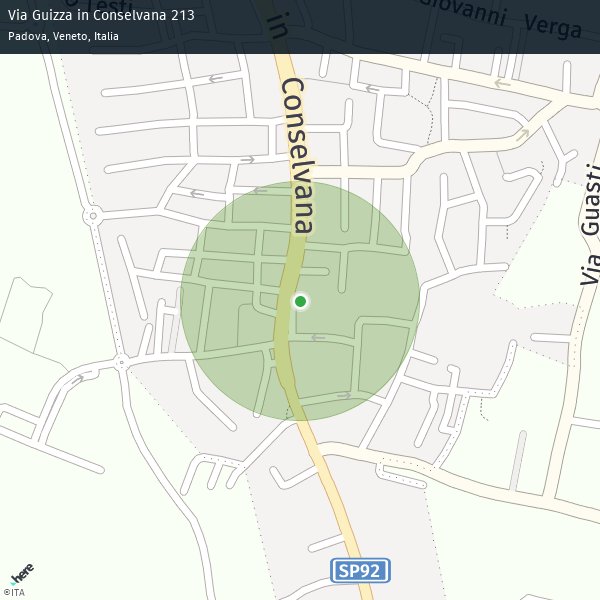 Via Guizza in Conselvana 213
Padova, Veneto, Italia
Testi
Giovanni Verga
in Conselvana
Via Guasti
SP92
here
©ITA